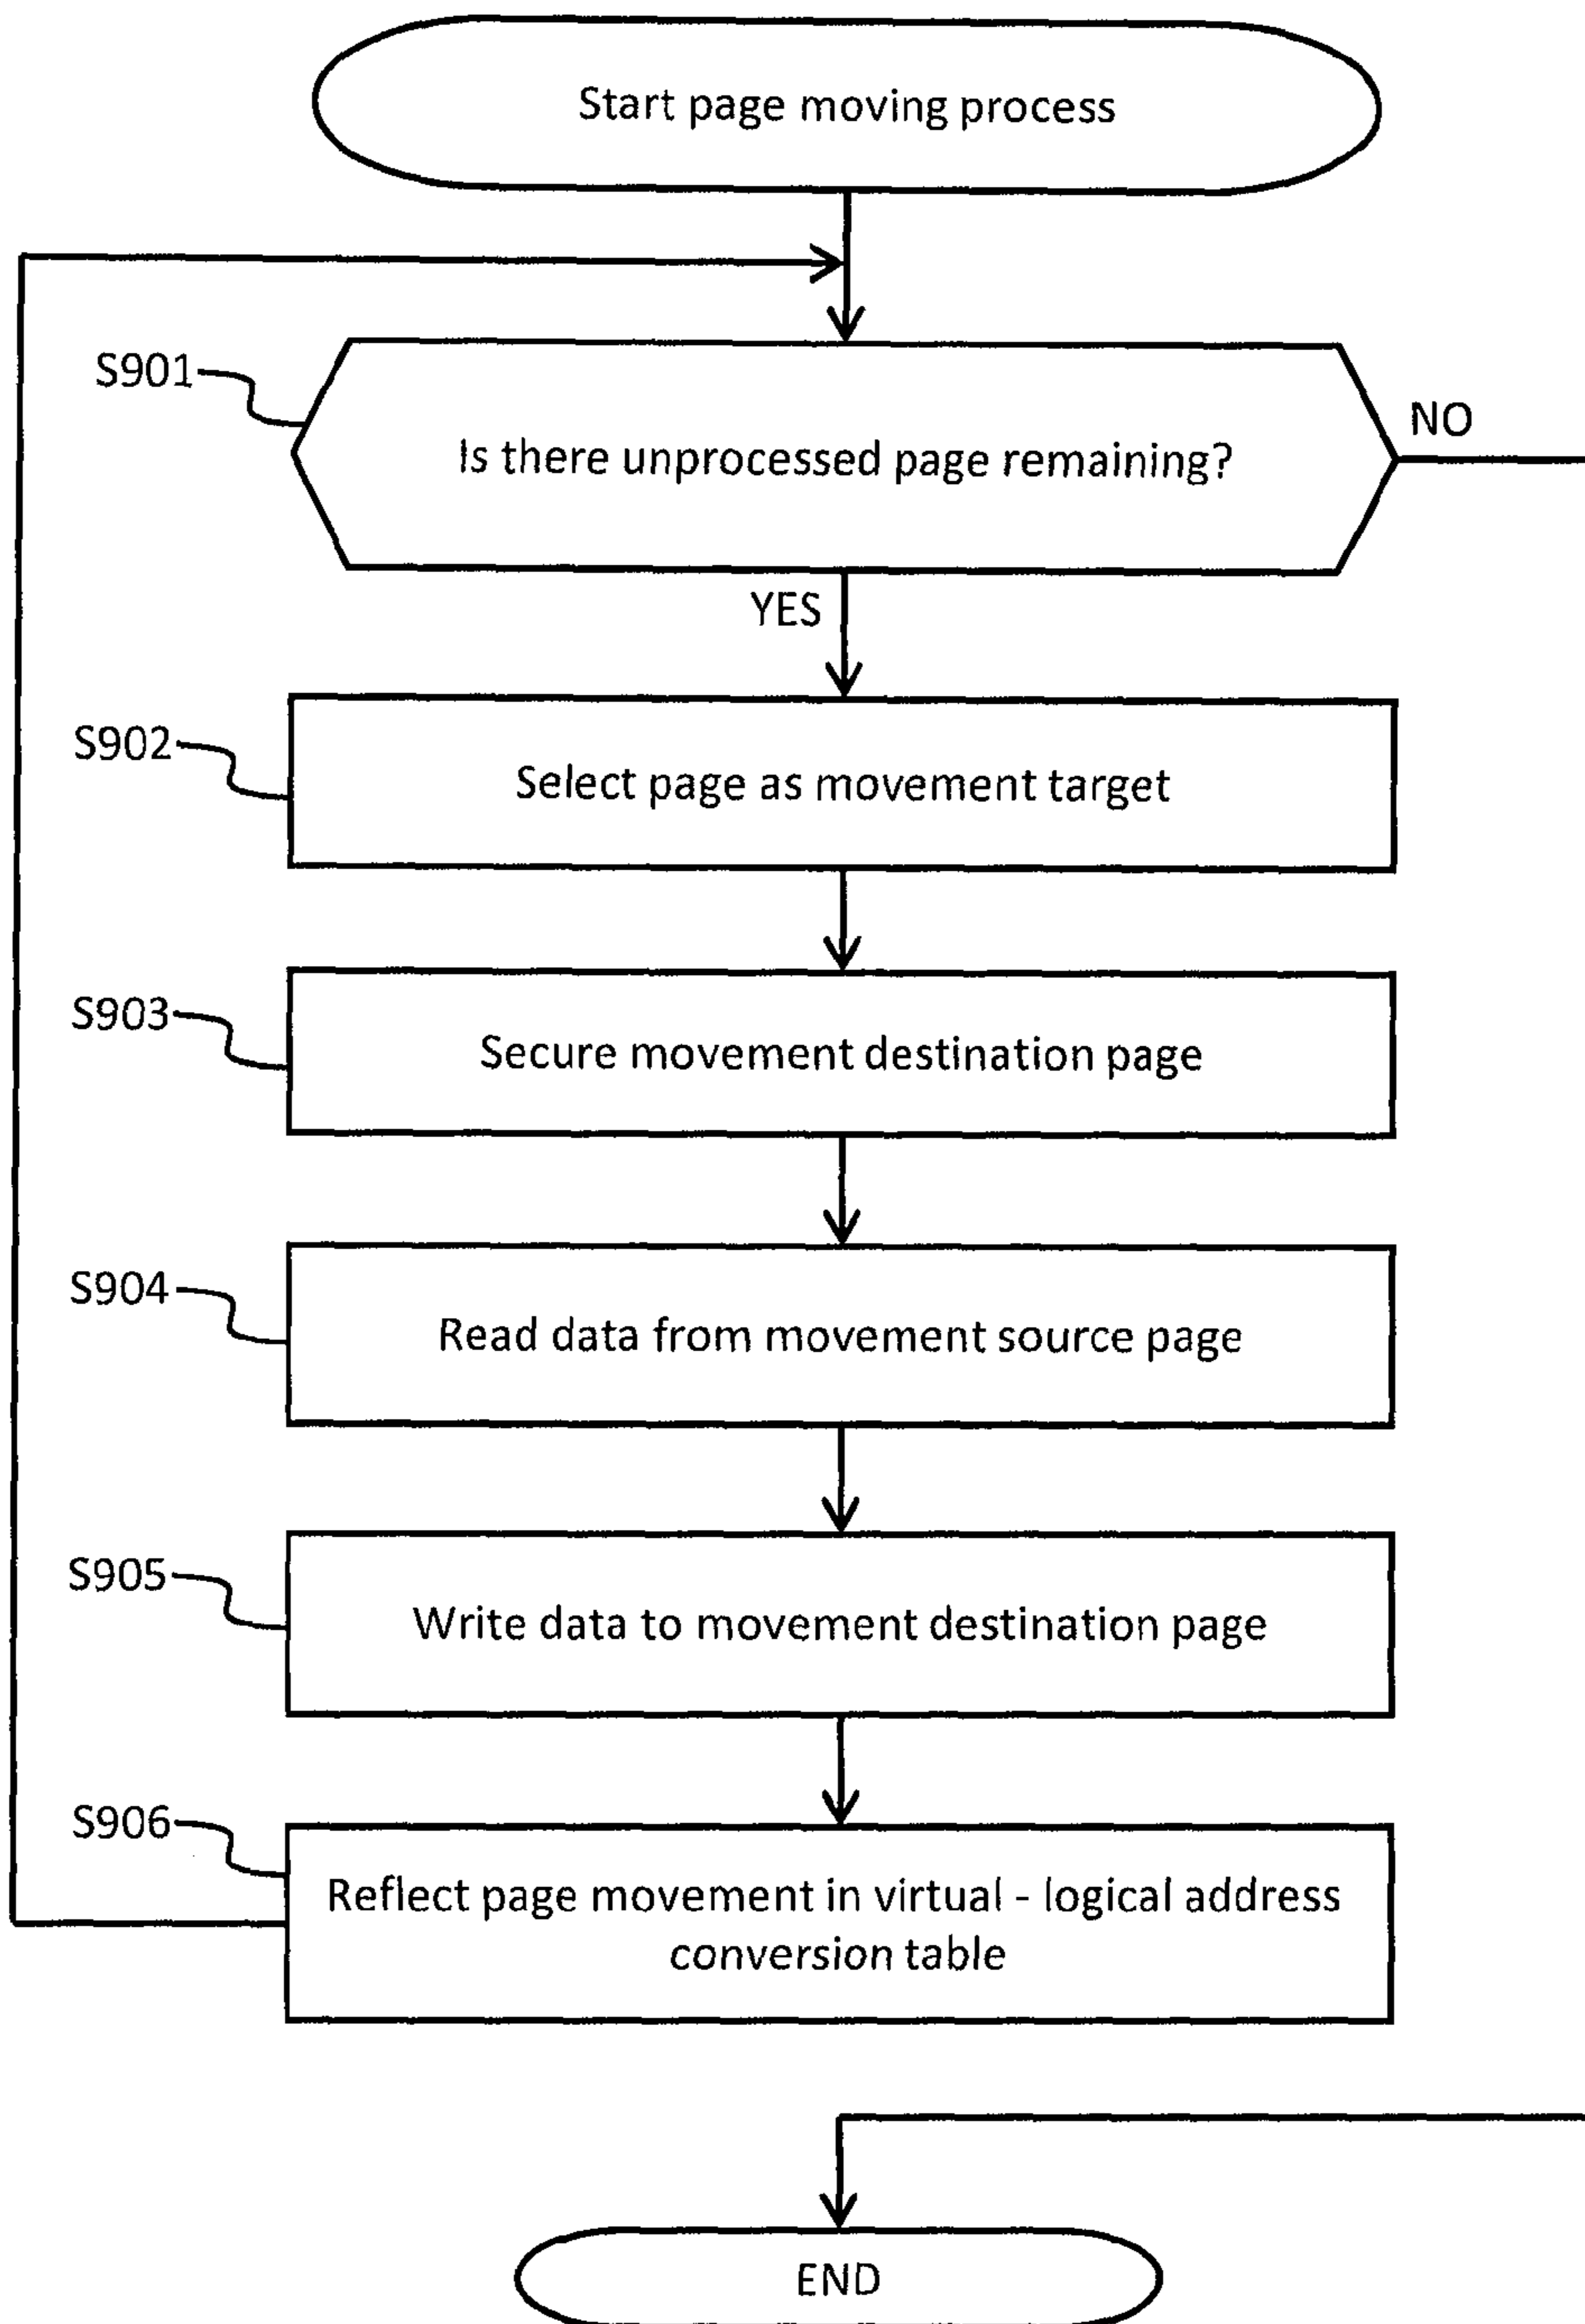 Start page moving process
S901
Is there unprocessed page remaining?
NO
YES
S902
Select page as movement target
S903
Secure movement destination page
S904
Read data from movement source page
S905
Write data to movement destination page
S906
Reflect page movement in virtual - logical address
conversion table
END